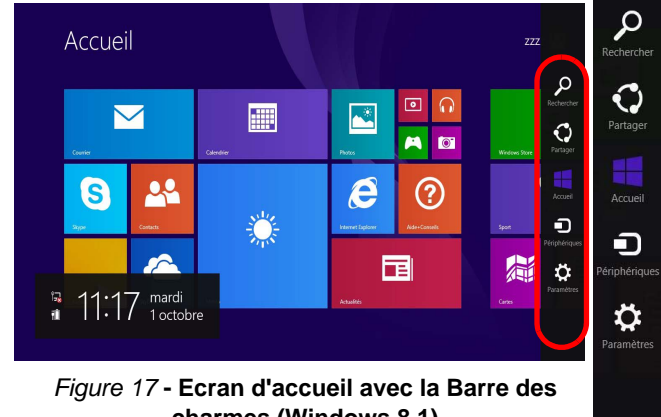 Accueil
zzz
Courrier
Calendrier
Photos
Windows Store
Skype
Contacts
Internet Explorer
Aide+Conseils
Sport
Actualités
Cartes
11:17
mardi
1 octobre
Rechercher
Partager
Accueil
Périphériques
Paramètres
Rechercher
Partager
Accueil
Périphériques
Paramètres
Figure 17 - Ecran d'accueil avec la Barre des
charmes (Windows 8.1)